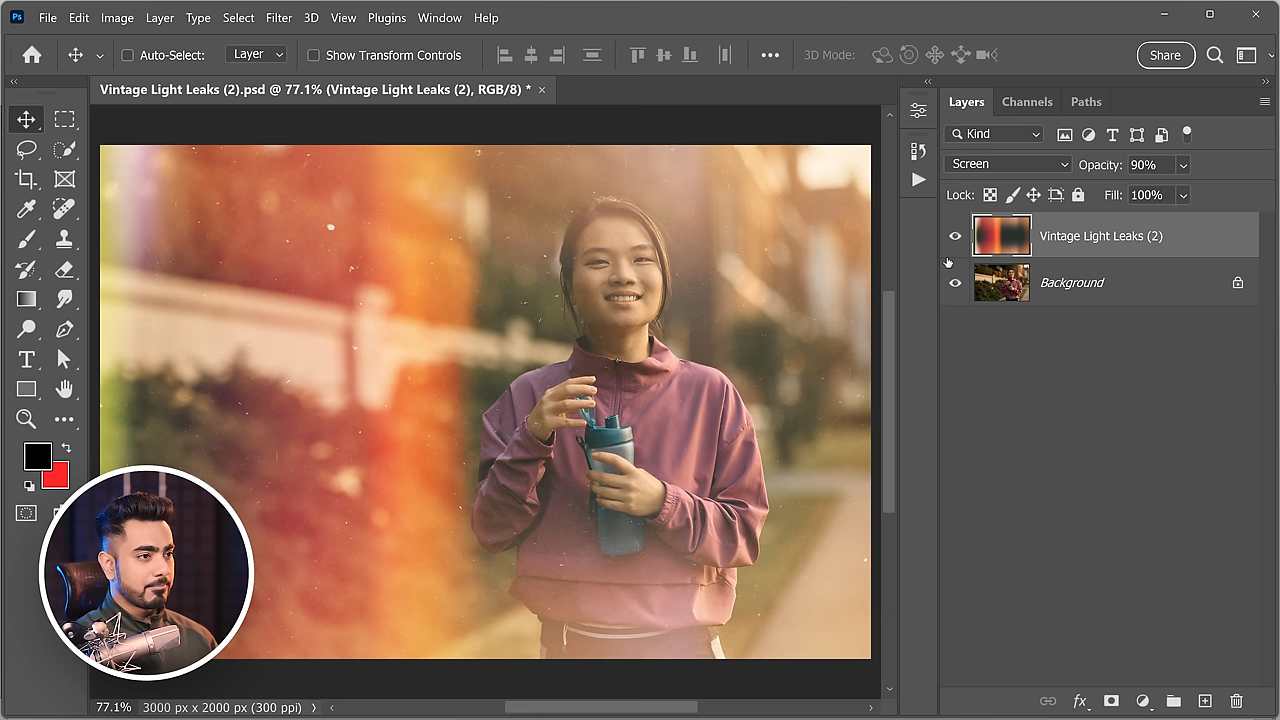 Ps File Edit Image Layer Type Select Filter 3D View Plugins Window Help
Auto-Select: Layer Show Transform Controls 3D Mode: Share
Vintage Light Leaks (2).psd @ 77.1% (Vintage Light Leaks (2), RGB/8) *
Layers Channels Paths
Kind
Screen Opacity: 90%
Lock: Fill: 100%
Vintage Light Leaks (2)
Background
fx
77.1% 3000 px x 2000 px (300 ppi)